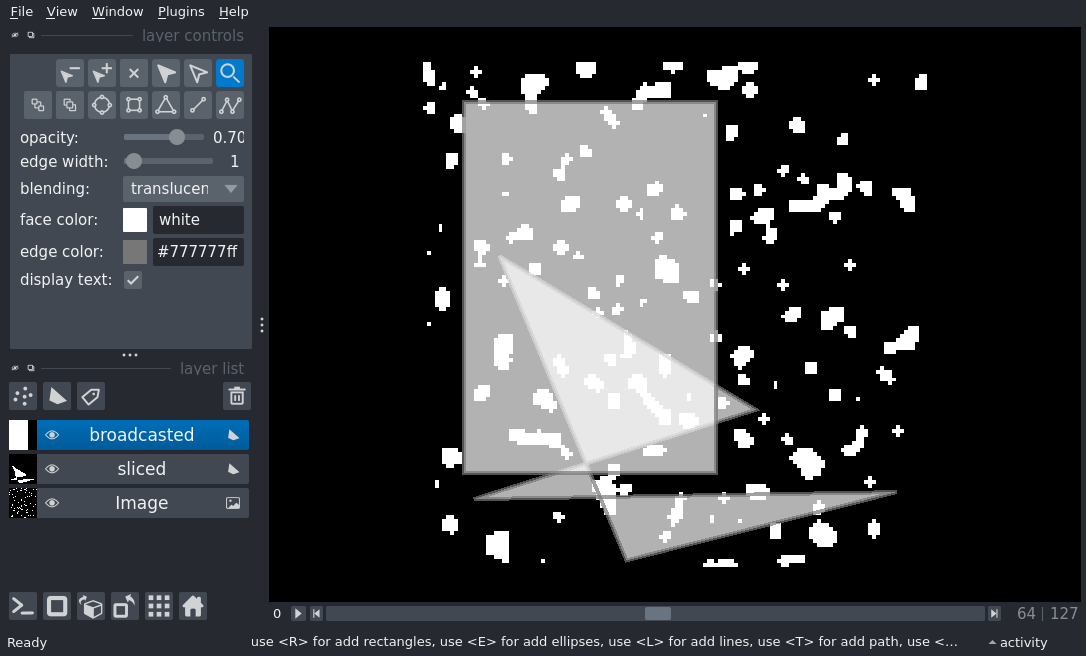 File View Window Plugins Help
layer controls
opacity: 0.70
edge width: 1
blending: translucen
face color: white
edge color: #777777ff
display text:
layer list
broadcasted
sliced
Image
0 64 127
Ready use <R> for add rectangles, use <E> for add ellipses, use <L> for add lines, use <T> for add path, use <... activity